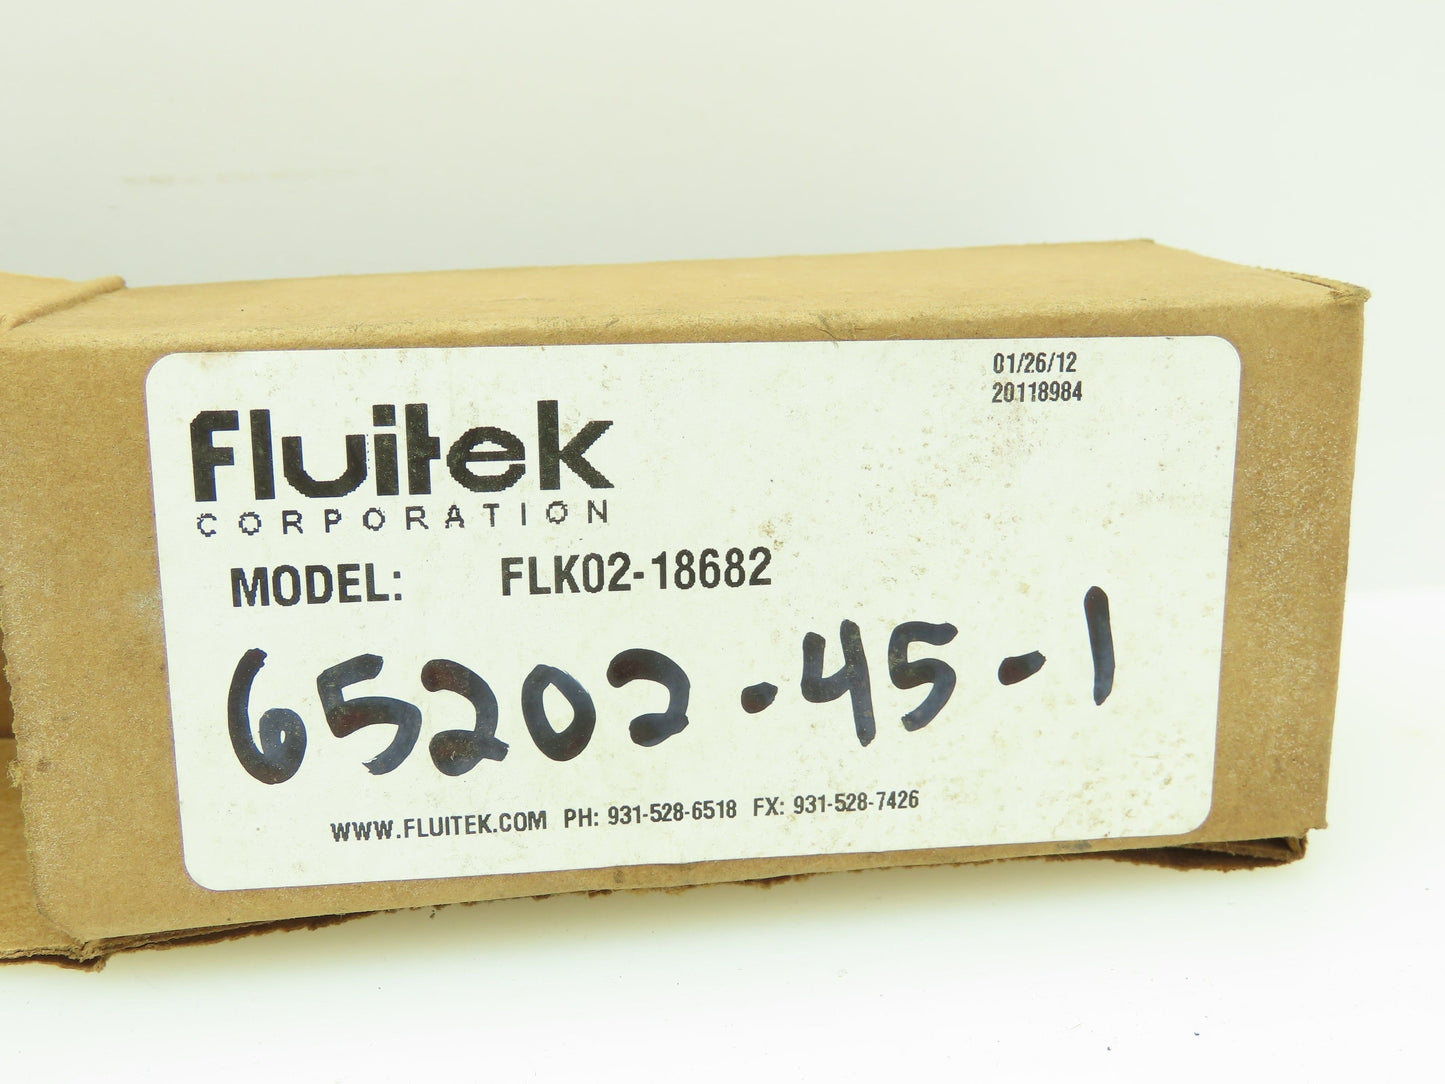 01/26/12
20118984
Fluitek
CORPORATION
MODEL: FLK02-18682
65202-45-1
WWW.FLUITEK.COM PH: 931-528-6518 FX: 931-528-7426